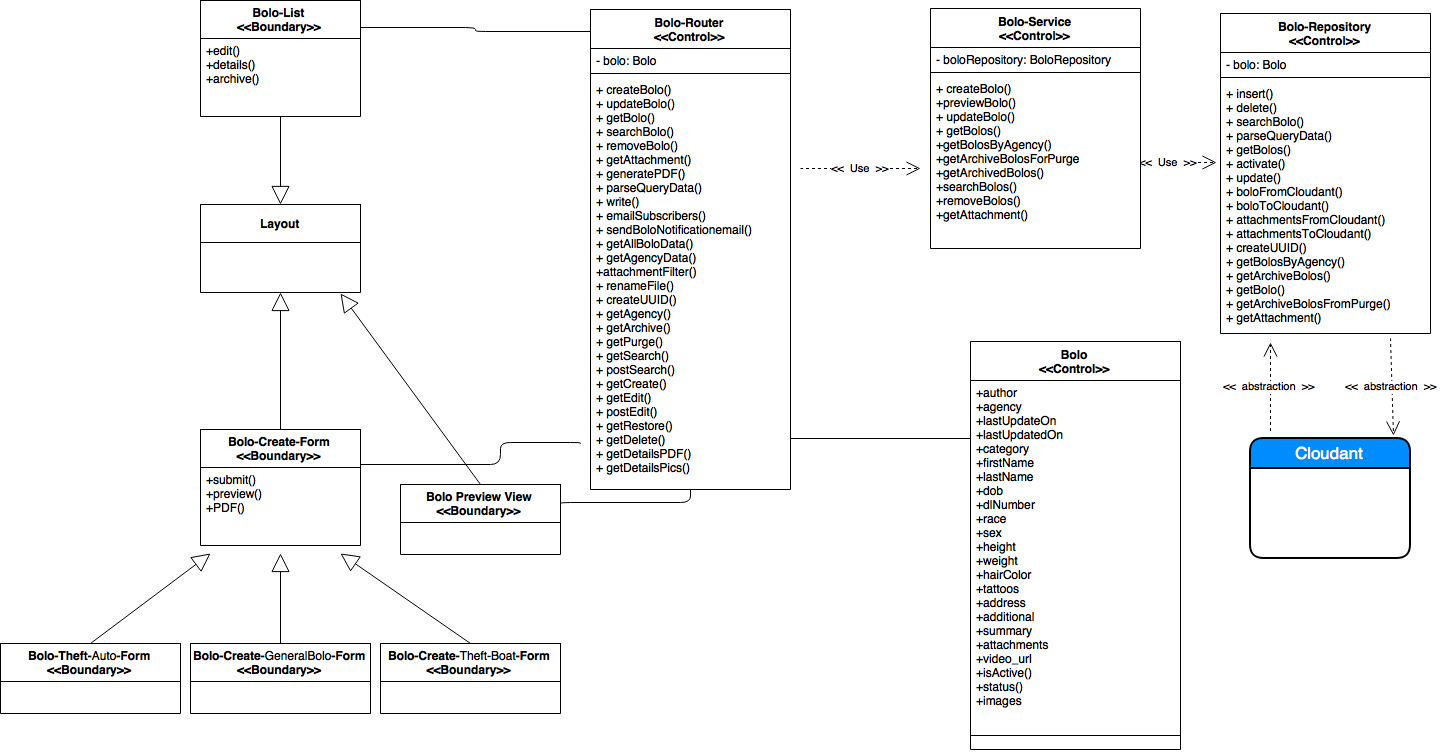 Bolo-List
<<Boundary>>
+edit()
+details()
+archive()
Layout
Bolo-Create-Form
<<Boundary>>
+submit()
+preview()
+PDF()
Bolo Preview View
<<Boundary>>
Bolo-Theft-Auto-Form
<<Boundary>>
Bolo-Create-GeneralBolo-Form
<<Boundary>>
Bolo-Create-Theft-Boat-Form
<<Boundary>>
Bolo-Router
<<Control>>
- bolo: Bolo
+ createBolo()
+ updateBolo()
+ getBolo()
+ searchBolo()
+ removeBolo()
+ getAttachment()
+ generatePDF()
+ parseQueryData()
+ write()
+ emailSubscribers()
+ sendBoloNotificationemail()
+ getAllBoloData()
+ getAgencyData()
+attachmentFilter()
+ renameFile()
+ createUUID()
+ getAgency()
+ getArchive()
+ getPurge()
+ getSearch()
+ postSearch()
+ getCreate()
+ getEdit()
+ postEdit()
+ getRestore()
+ getDelete()
+ getDetailsPDF()
+ getDetailsPics()
<< Use >>
Bolo-Service
<<Control>>
- boloRepository: BoloRepository
+ createBolo()
+previewBolo()
+ updateBolo()
+ getBolos()
+getBolosByAgency()
+getArchiveBolosForPurge
+getArchivedBolos()
+searchBolos()
+removeBolos()
+getAttachment()
<< Use >>
Bolo-Repository
<<Control>>
- bolo: Bolo
+ insert()
+ delete()
+ searchBolo()
+ parseQueryData()
+ getBolos()
+ activate()
+ update()
+ boloFromCloudant()
+ boloToCloudant()
+ attachmentsFromCloudant()
+ attachmentsToCloudant()
+ createUUID()
+ getBolosByAgency()
+ getArchiveBolos()
+ getBolo()
+ getArchiveBolosFromPurge()
+ getAttachment()
<< abstraction >>
<< abstraction >>
Cloudant
Bolo
<<Control>>
+author
+agency
+lastUpdateOn
+lastUpdatedOn
+category
+firstName
+lastName
+dob
+dlNumber
+race
+sex
+height
+weight
+hairColor
+tattoos
+address
+additional
+summary
+attachments
+video_url
+isActive()
+status()
+images